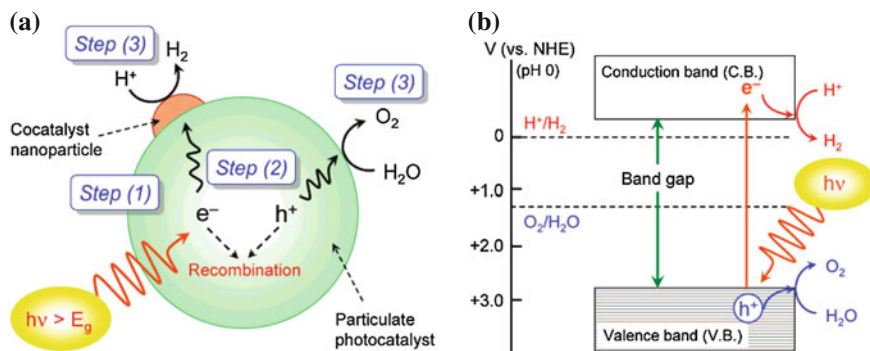 (a)
Step (3)
H₂
H⁺
Step (3)
O₂
Cocatalyst
nanoparticle
Step (2)
H₂O
Step (1)
e⁻
h⁺
Recombination
hν > E_g
Particulate
photocatalyst
(b)
V (vs. NHE)
(pH 0)
Conduction band (C.B.)
e⁻
H⁺
H⁺/H₂
0
H₂
Band gap
hν
+1.0
O₂/H₂O
+2.0
O₂
+3.0
h⁺
H₂O
Valence band (V.B.)